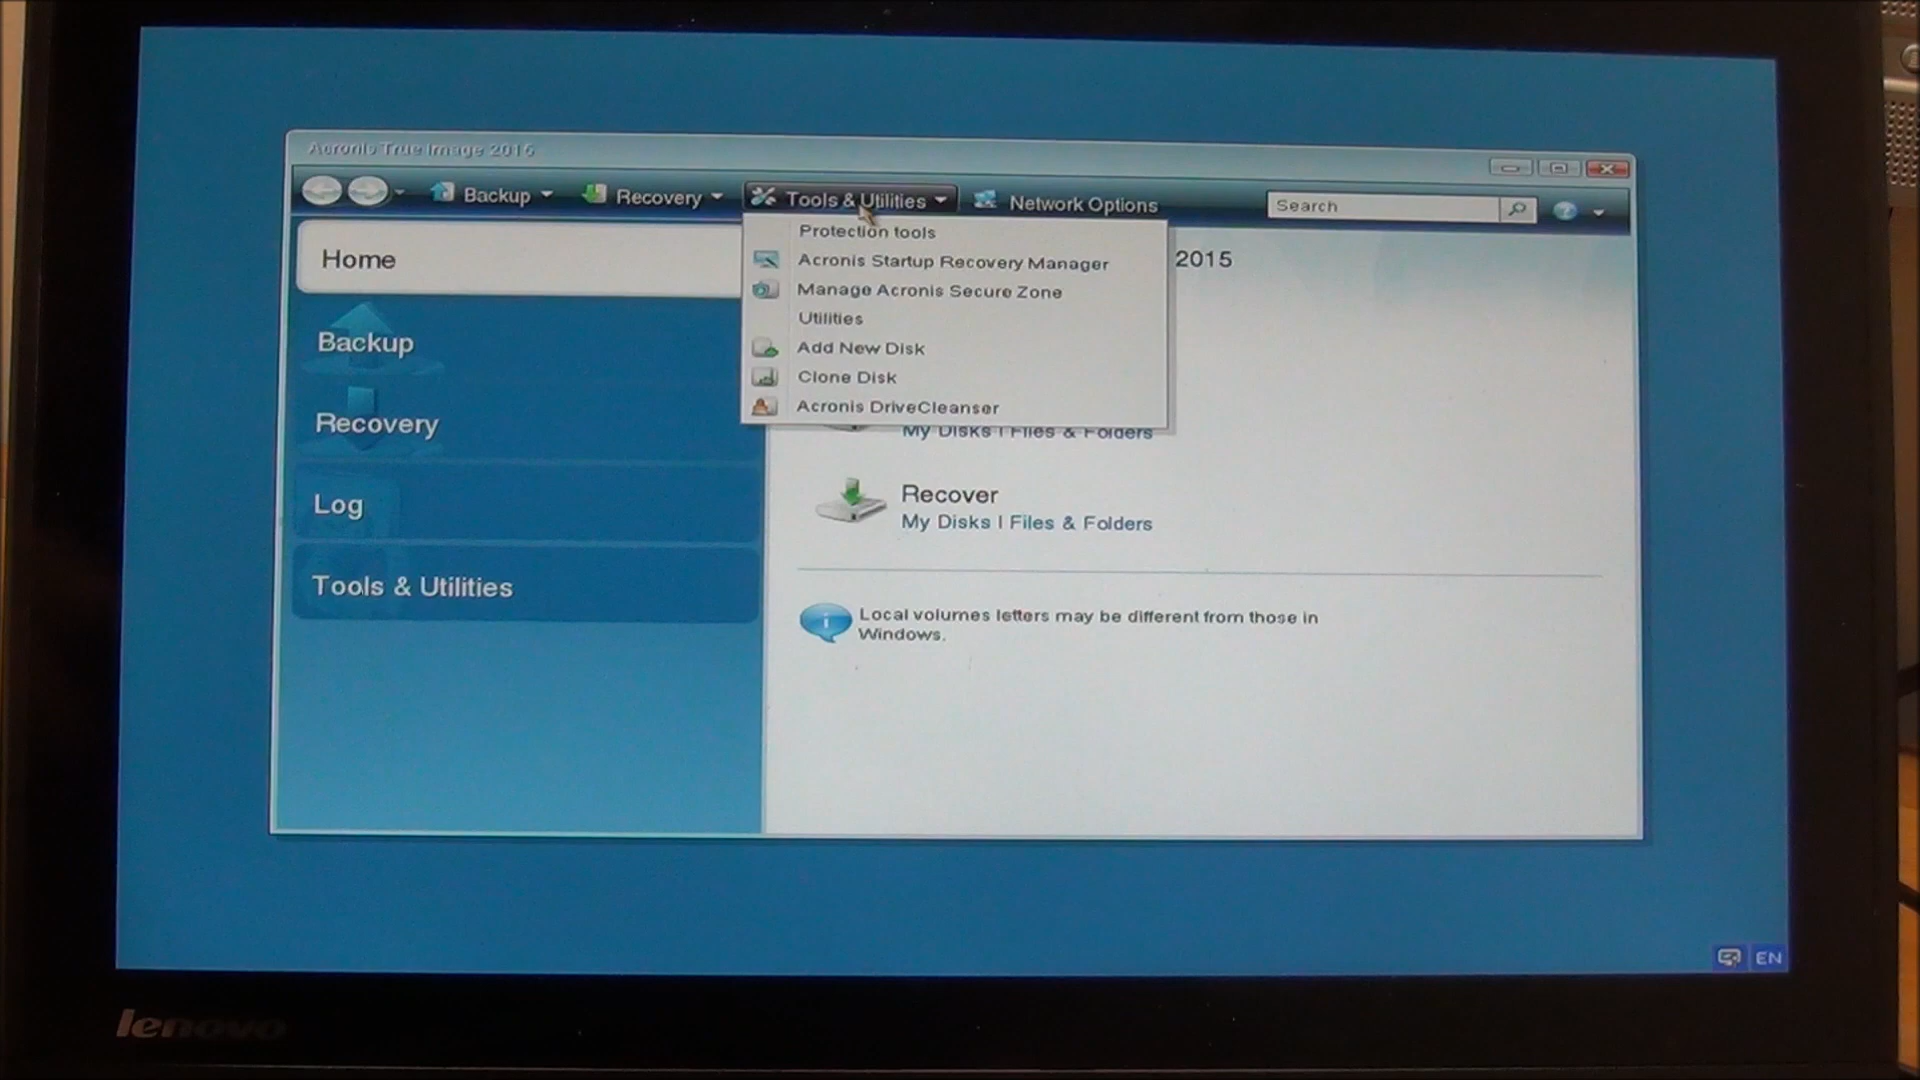 Acronis True Image 2015
Backup
Recovery
Tools & Utilities
Network Options
Search
Home
Backup
Recovery
Log
Tools & Utilities
Protection tools
Acronis Startup Recovery Manager
Manage Acronis Secure Zone
Utilities
Add New Disk
Clone Disk
Acronis DriveCleanser
2015
My Disks | Files & Folders
Recover
My Disks | Files & Folders
Local volumes letters may be different from those in
Windows.
EN
lenovo